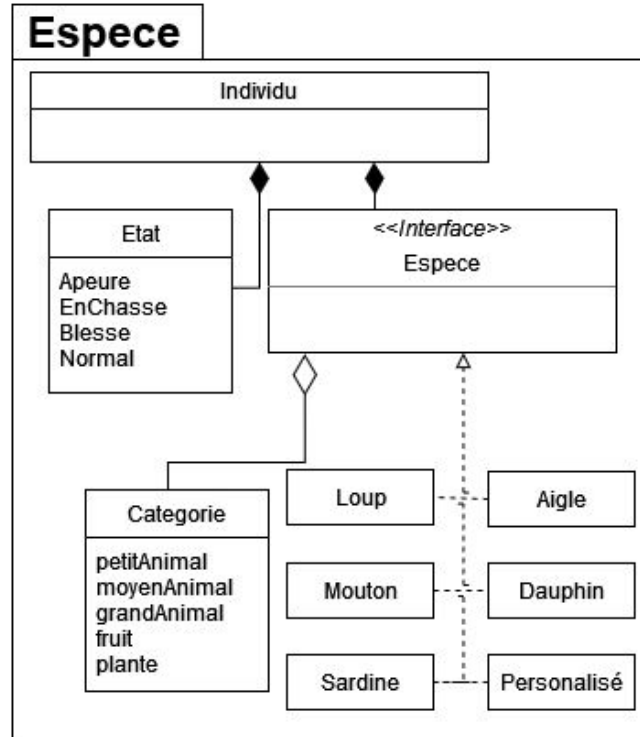 Espece
Individu
Etat
Apeure
EnChasse
Blesse
Normal
<<Interface>>
Espece
Categorie
petitAnimal
moyenAnimal
grandAnimal
fruit
plante
Loup
Aigle
Mouton
Dauphin
Sardine
Personalisé